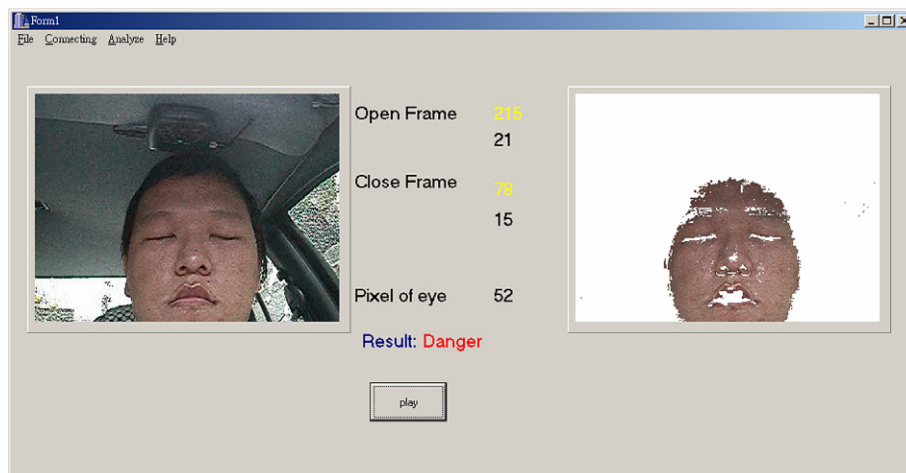 Form1
File Connecting Analyze Help
Open Frame 215
21
Close Frame 78
15
Pixel of eye 52
Result: Danger
play